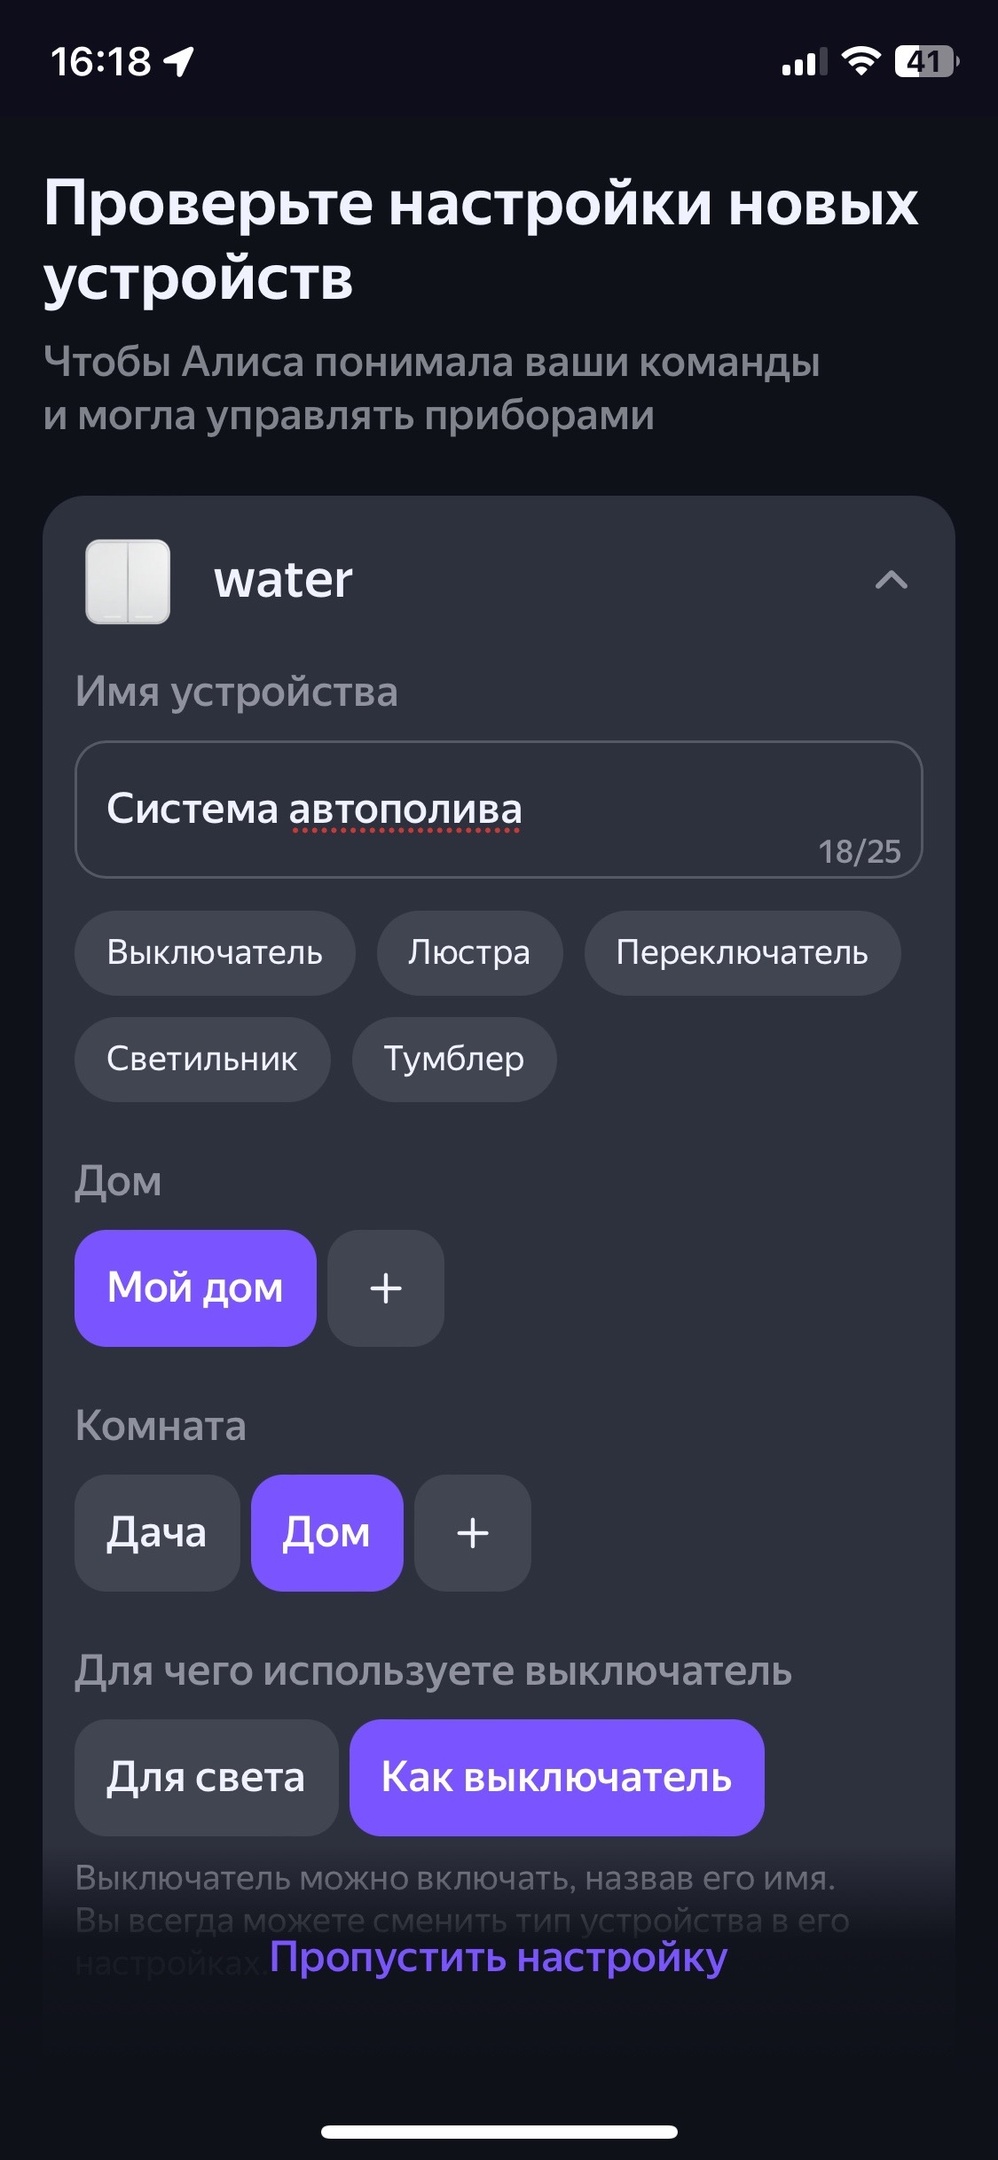 16:18
41
Проверьте настройки новых
устройств
Чтобы Алиса понимала ваши команды
и могла управлять приборами
water
Имя устройства
Система автополива
18/25
Выключатель Люстра Переключатель
Светильник Тумблер
Дом
Мой дом +
Комната
Дача Дом +
Для чего используете выключатель
Для света Как выключатель
Выключатель можно включать, назвав его имя.
Вы всегда можете сменить тип устройства в его
настройках.
Пропустить настройку